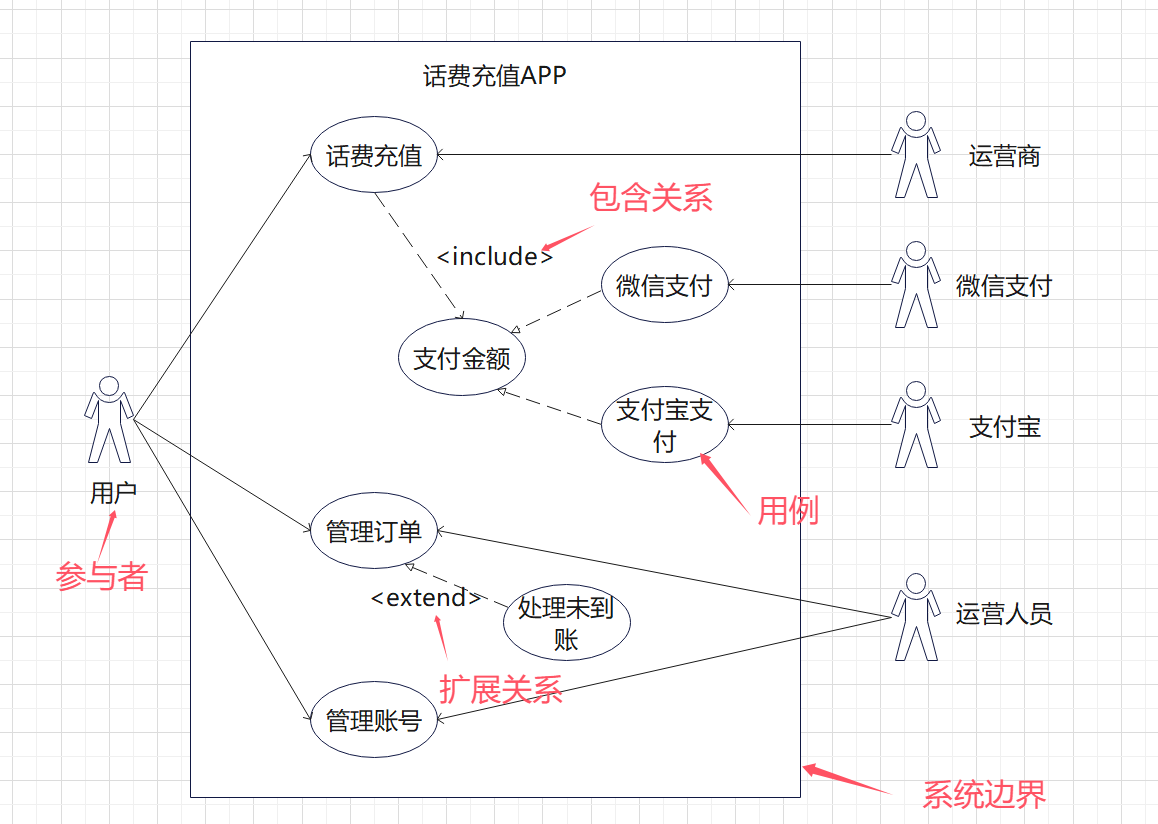 话费充值APP
话费充值
运营商
包含关系
<include>
微信支付
微信支付
支付金额
支付宝支
付
支付宝
用户
用例
参与者
管理订单
<extend>
处理未到
账
运营人员
扩展关系
管理账号
系统边界